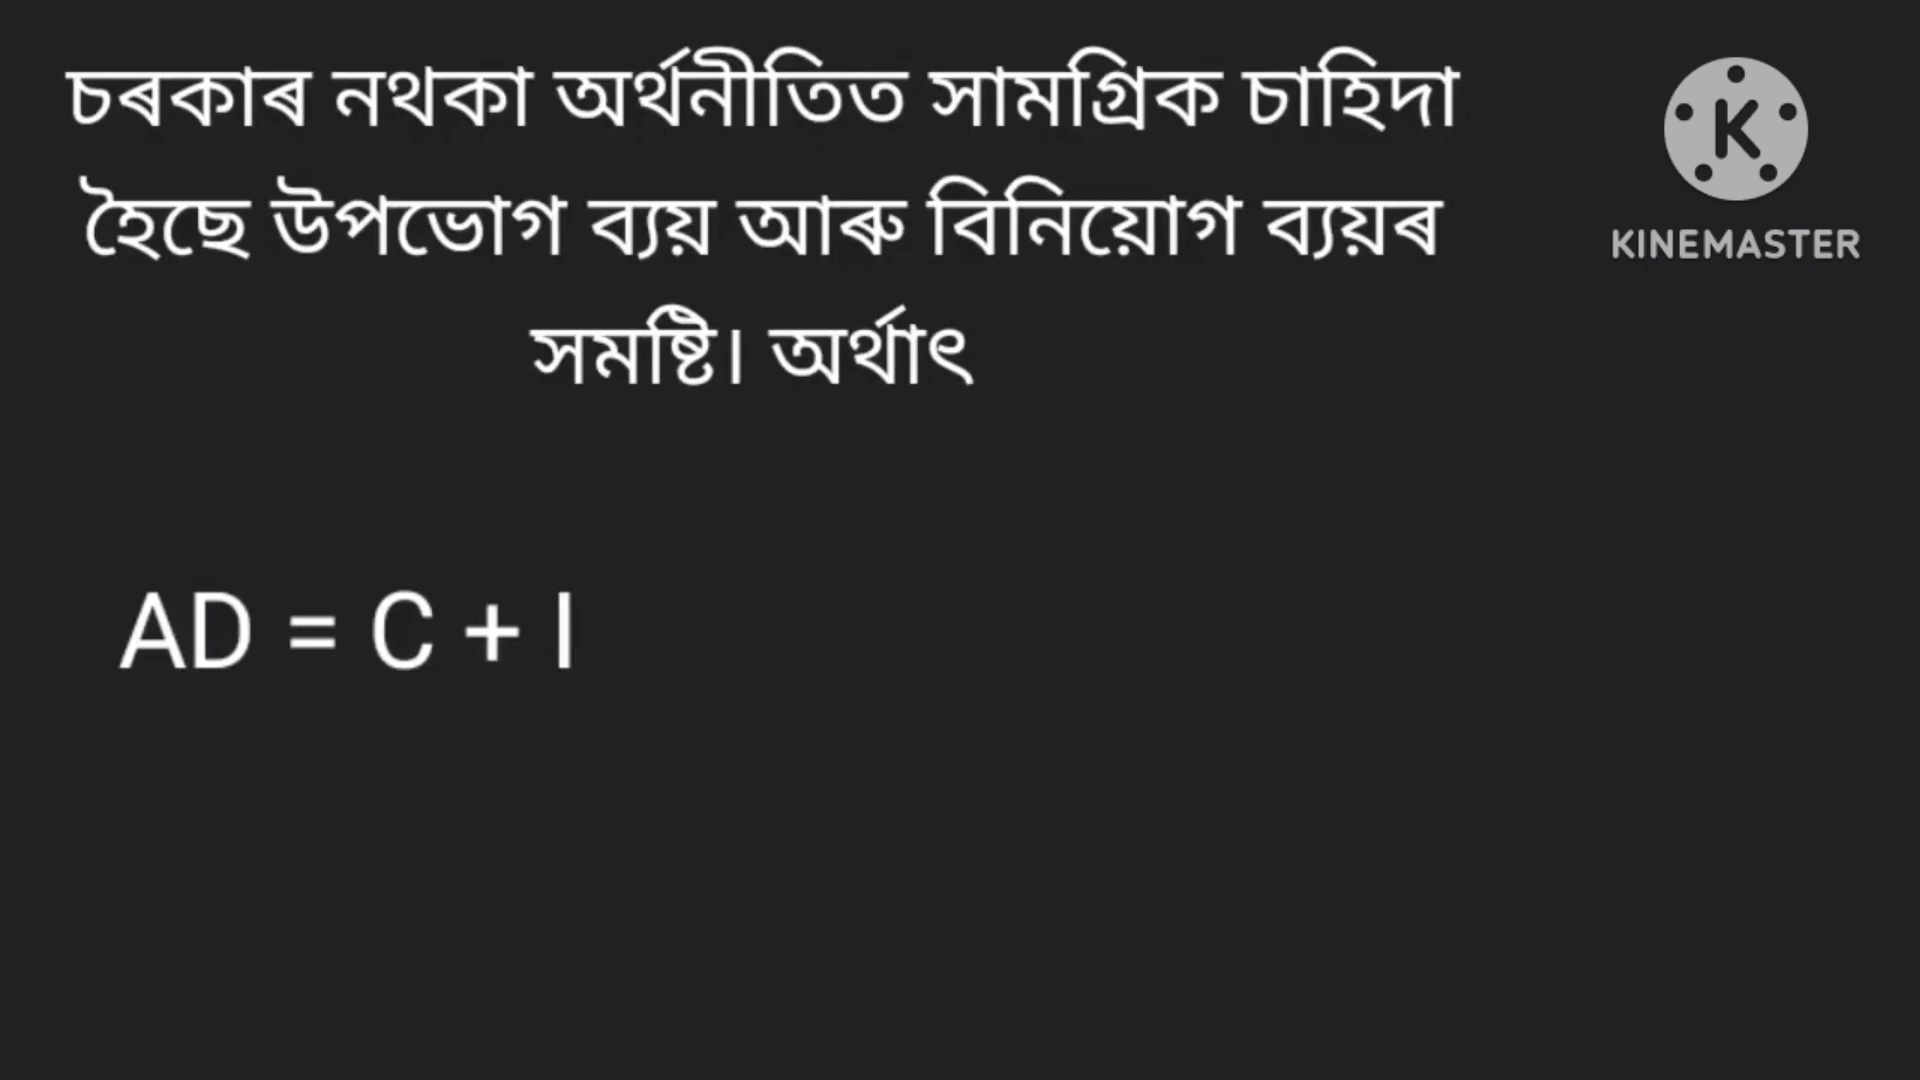 চৰকাৰ নথকা অৰ্থনীতিত সামগ্ৰিক চাহিদা
হৈছে উপভোগ ব্যয় আৰু বিনিয়োগ ব্যয়ৰ
সমষ্টি। অৰ্থাৎ
AD = C + I
K
KINEMASTER